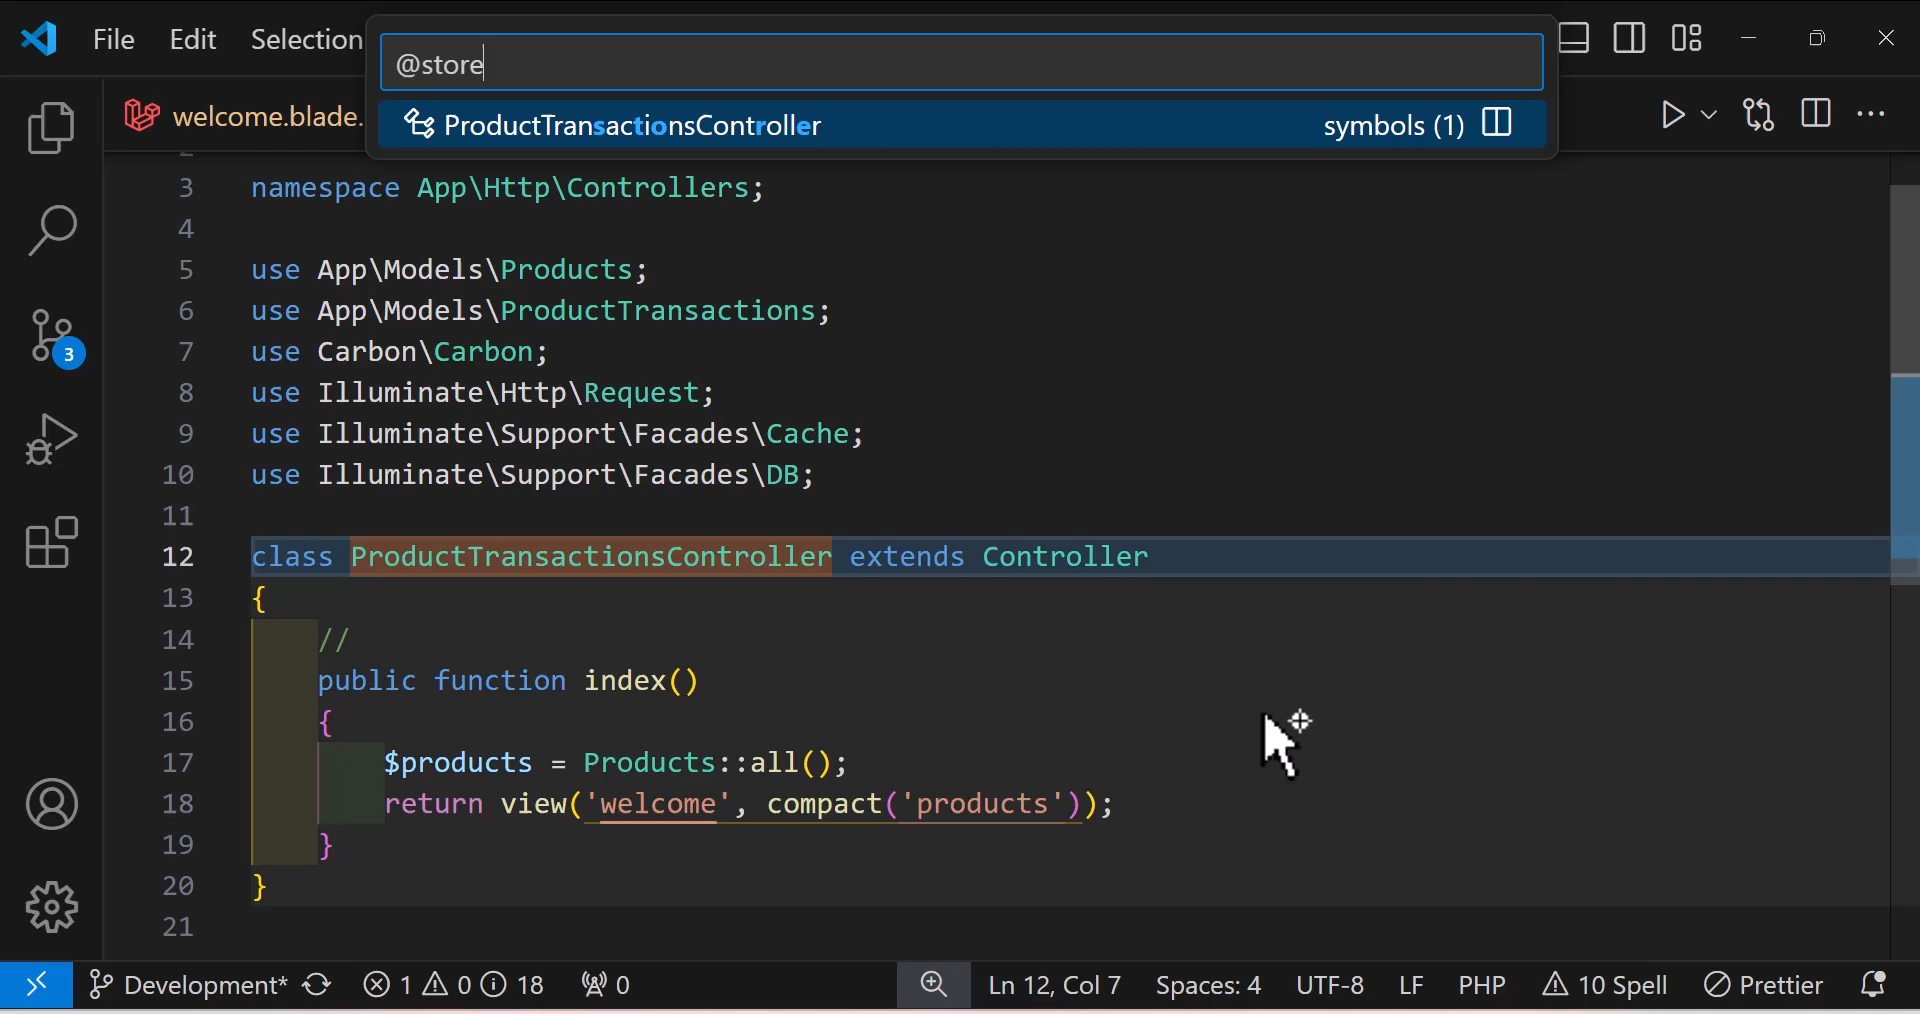 File Edit Selection
@store
ProductTransactionsController symbols (1)
welcome.blade.
3 namespace App\Http\Controllers;
4
5 use App\Models\Products;
6 use App\Models\ProductTransactions;
7 use Carbon\Carbon;
8 use Illuminate\Http\Request;
9 use Illuminate\Support\Facades\Cache;
10 use Illuminate\Support\Facades\DB;
11
12 class ProductTransactionsController extends Controller
13 {
14 //
15 public function index()
16 {
17 $products = Products::all();
18 return view('welcome', compact('products'));
19 }
20 }
21
3
Development* 1 0 18 0 Ln 12, Col 7 Spaces: 4 UTF-8 LF PHP 10 Spell Prettier